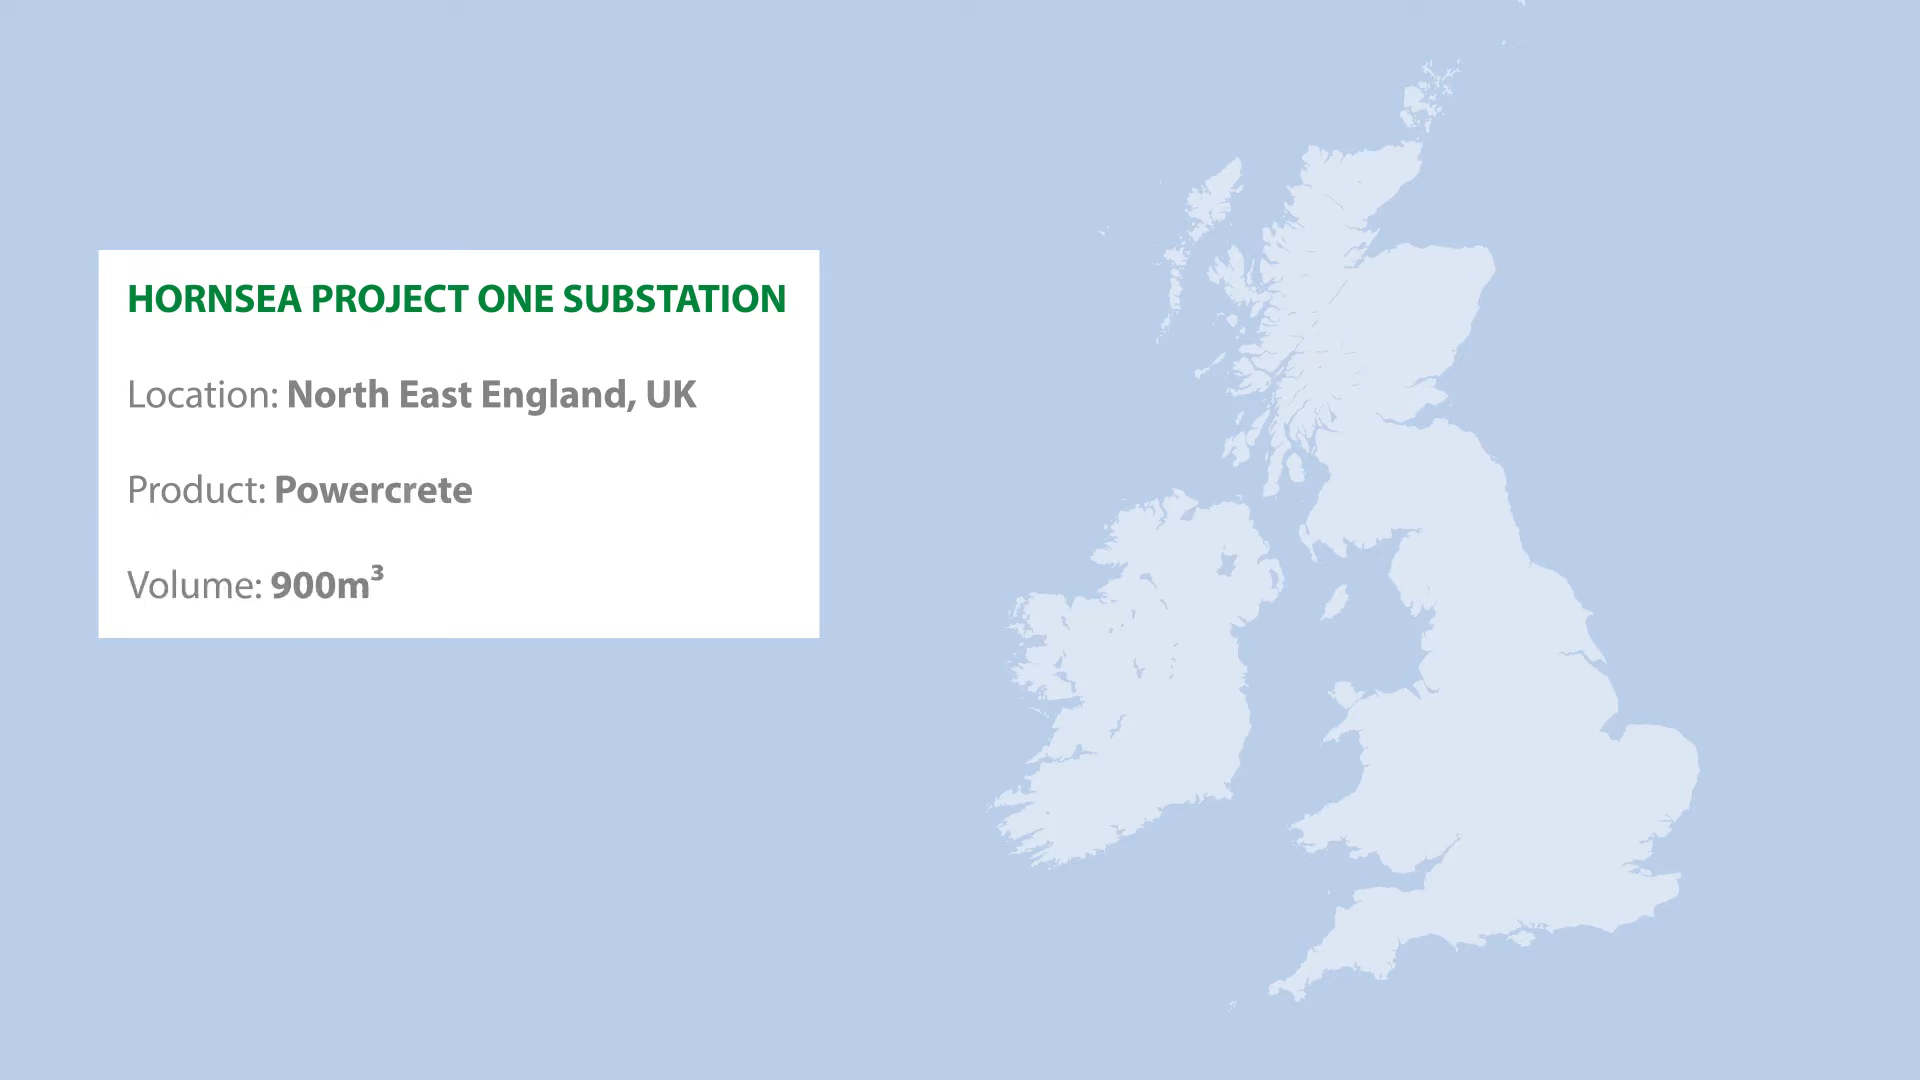 HORNSEA PROJECT ONE SUBSTATION
Location: North East England, UK
Product: Powercrete
Volume: 900m³